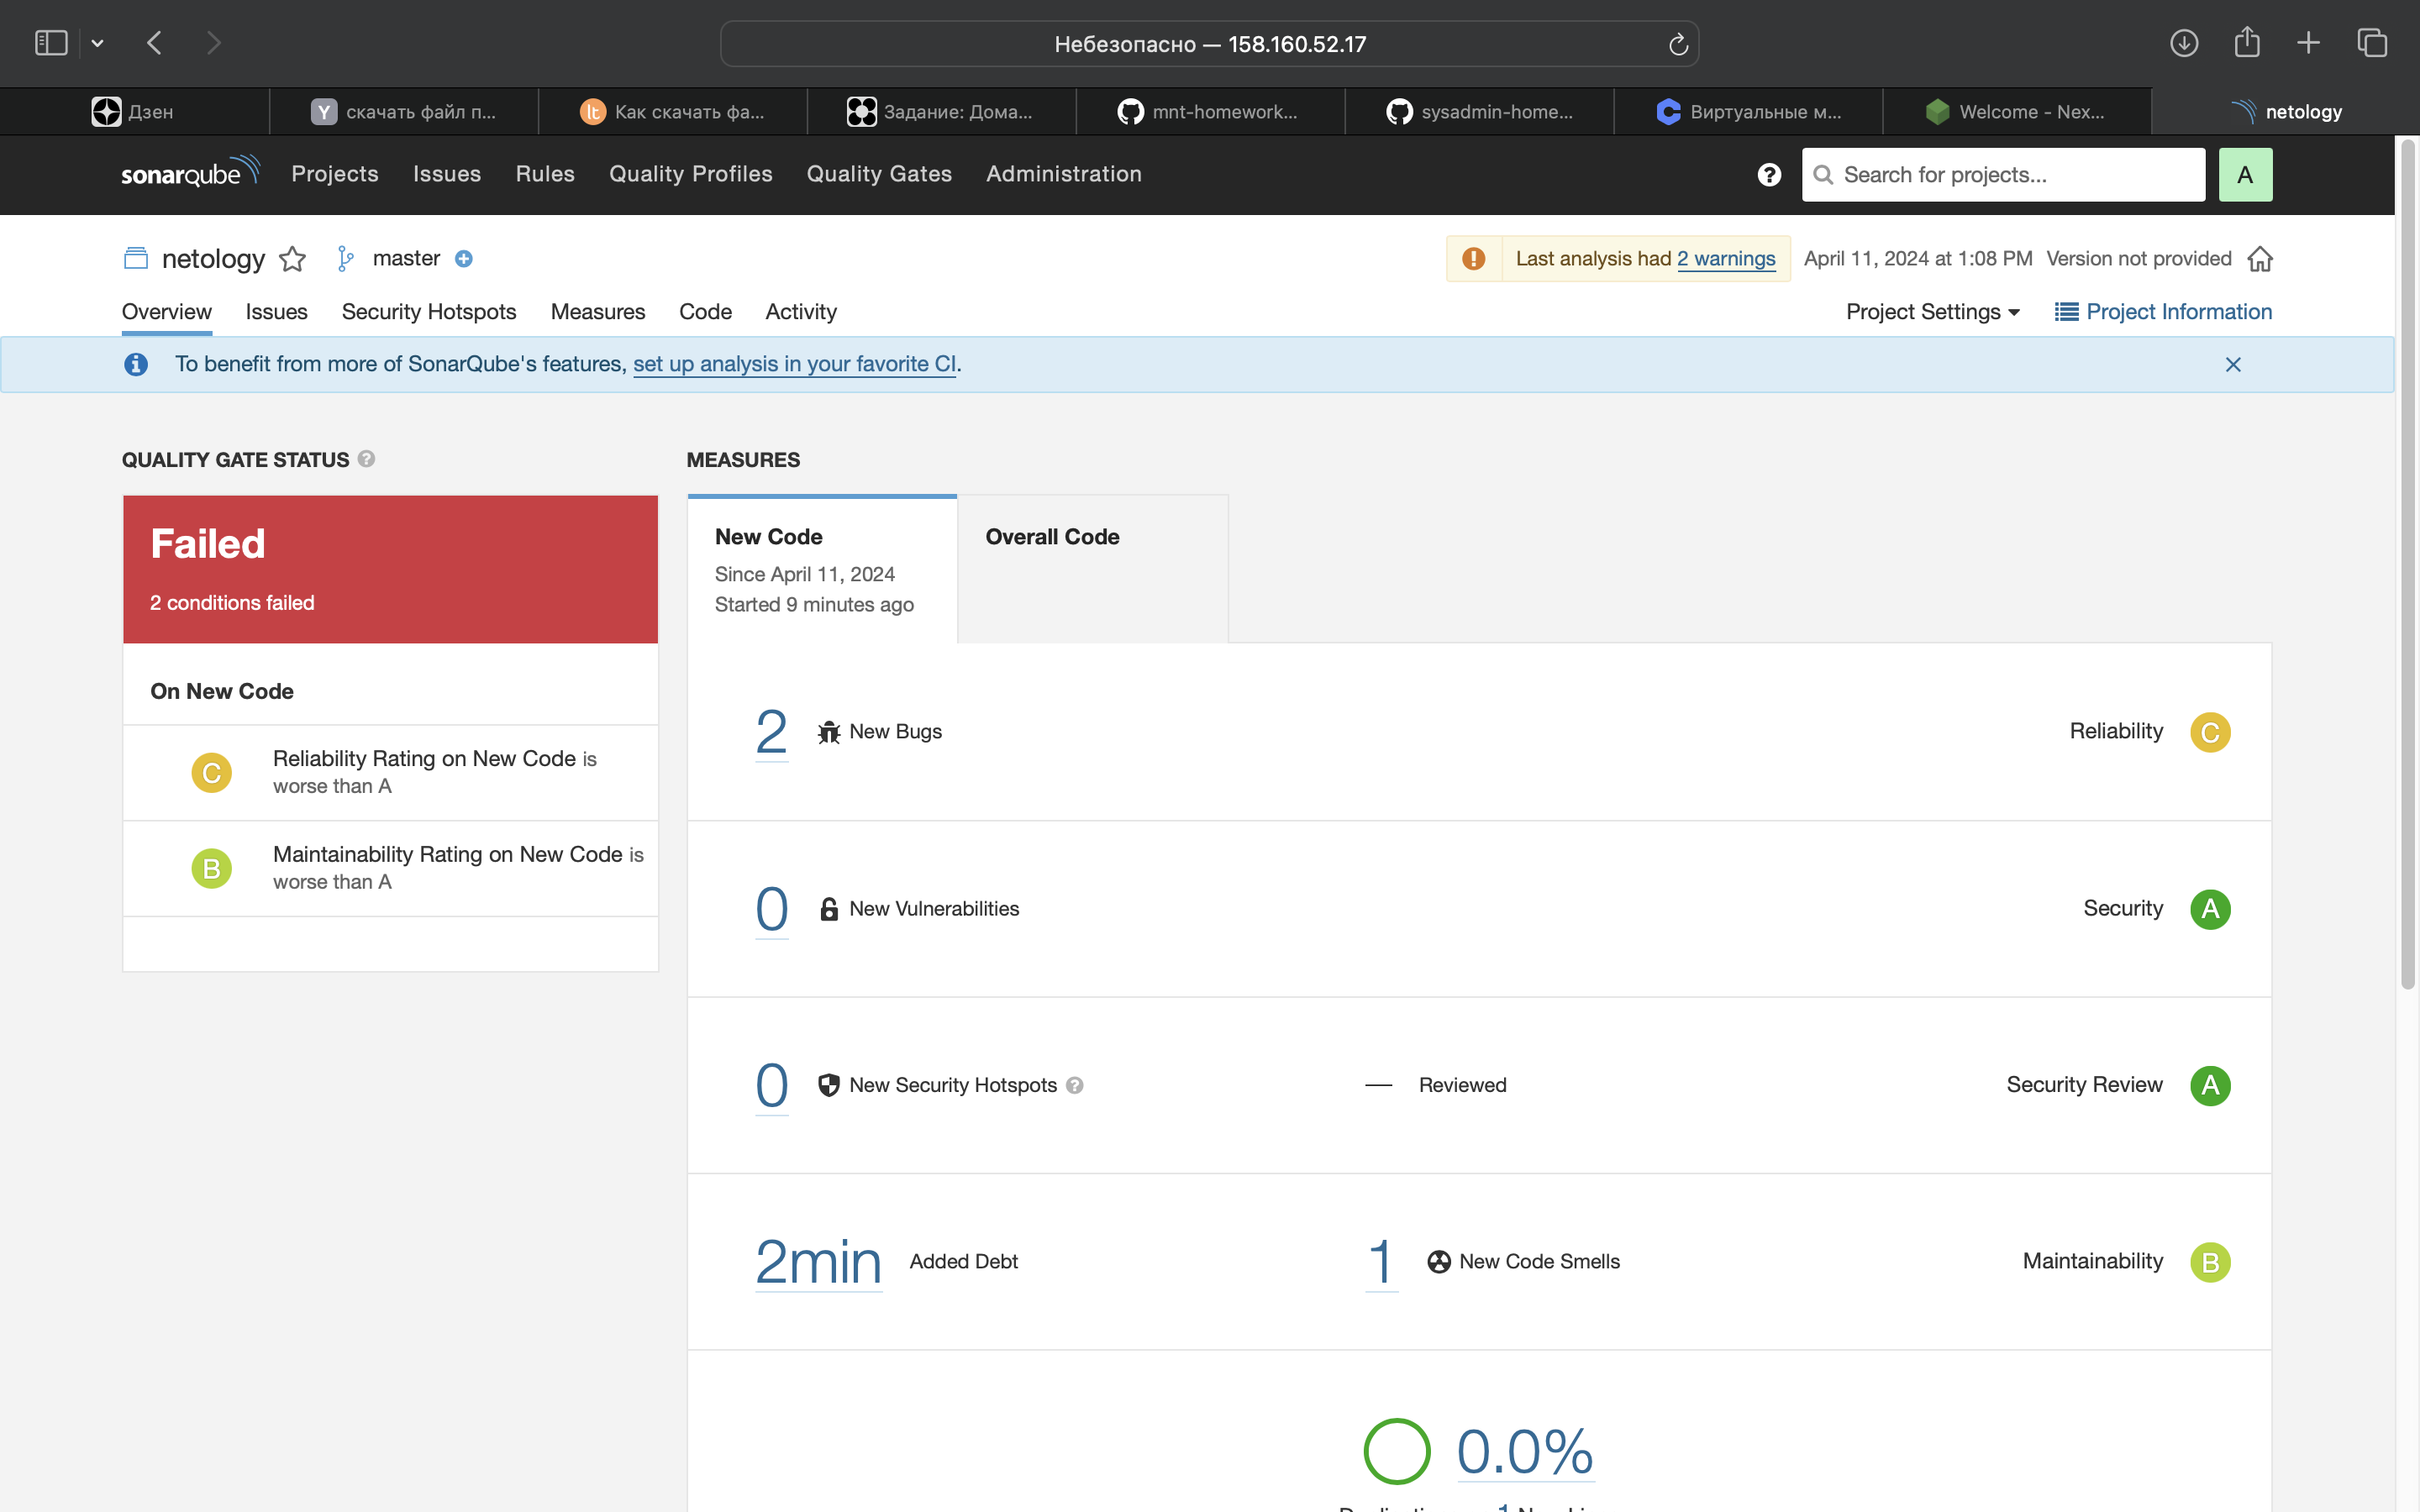 Небезопасно — 158.160.52.17
Дзен
скачать файл п...
Как скачать фа...
Задание: Дома...
mnt-homework...
sysadmin-home...
Виртуальные м...
Welcome - Nex...
netology
sonarqube Projects Issues Rules Quality Profiles Quality Gates Administration Search for projects... A
netology master Last analysis had 2 warnings April 11, 2024 at 1:08 PM Version not provided
Overview Issues Security Hotspots Measures Code Activity Project Settings Project Information
To benefit from more of SonarQube's features, set up analysis in your favorite CI.
QUALITY GATE STATUS
Failed
2 conditions failed
On New Code
C Reliability Rating on New Code is
worse than A
B Maintainability Rating on New Code is
worse than A
MEASURES
New Code
Since April 11, 2024
Started 9 minutes ago
Overall Code
2 New Bugs Reliability C
0 New Vulnerabilities Security A
0 New Security Hotspots — Reviewed Security Review A
2min Added Debt 1 New Code Smells Maintainability B
0.0%